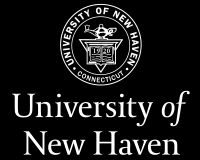 UNIVERSITY OF NEW HAVEN
1920
• CONNECTICUT •
University of
New Haven